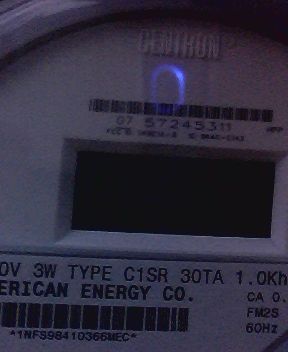 CENTRON
07 57245311
0V 3W TYPE C1SR 30TA 1.0Kh
ERICAN ENERGY CO. CA 0.
FM2S
*1NFS98410366MEC* 60Hz